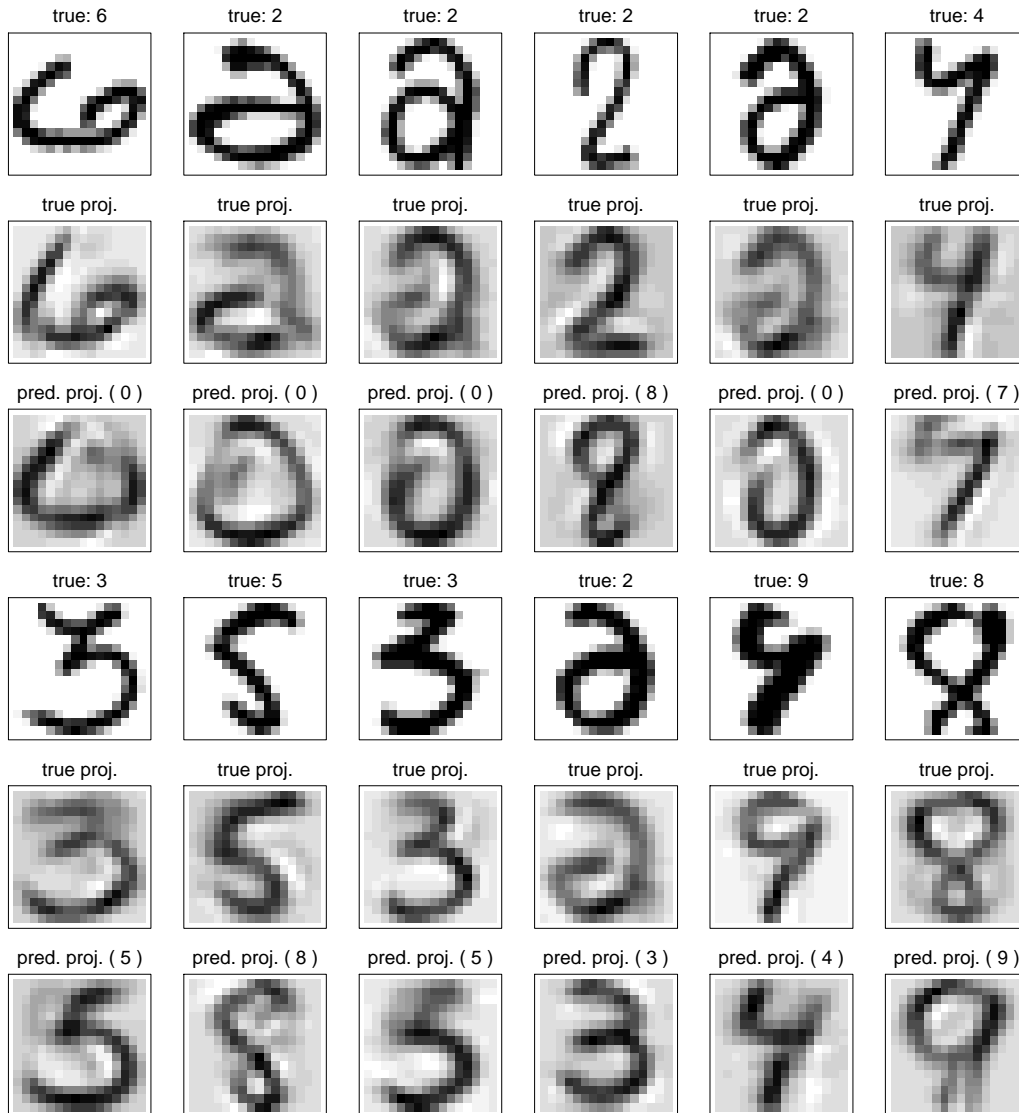 true: 6 true: 2 true: 2 true: 2 true: 2 true: 4
true proj. true proj. true proj. true proj. true proj. true proj.
pred. proj. ( 0 ) pred. proj. ( 0 ) pred. proj. ( 0 ) pred. proj. ( 8 ) pred. proj. ( 0 ) pred. proj. ( 7 )
true: 3 true: 5 true: 3 true: 2 true: 9 true: 8
true proj. true proj. true proj. true proj. true proj. true proj.
pred. proj. ( 5 ) pred. proj. ( 8 ) pred. proj. ( 5 ) pred. proj. ( 3 ) pred. proj. ( 4 ) pred. proj. ( 9 )